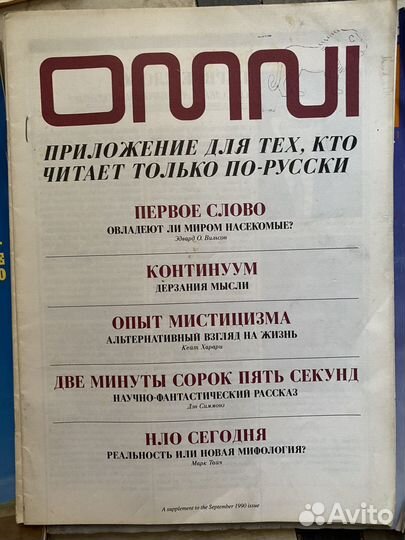 OMNI
ПРИЛОЖЕНИЕ ДЛЯ ТЕХ, КТО
ЧИТАЕТ ТОЛЬКО ПО-РУССКИ
ПЕРВОЕ СЛОВО
ОВЛАДЕЮТ ЛИ МИРОМ НАСЕКОМЫЕ?
Эдвард О. Вильсон
КОНТИНУУМ
ДЕРЗАНИЯ МЫСЛИ
ОПЫТ МИСТИЦИЗМА
АЛЬТЕРНАТИВНЫЙ ВЗГЛЯД НА ЖИЗНЬ
Кейт Харари
ДВЕ МИНУТЫ СОРОК ПЯТЬ СЕКУНД
НАУЧНО-ФАНТАСТИЧЕСКИЙ РАССКАЗ
Дэн Симмонз
НЛО СЕГОДНЯ
РЕАЛЬНОСТЬ ИЛИ НОВАЯ МИФОЛОГИЯ?
Марк Тайч
A supplement to the September 1990 issue
Avito